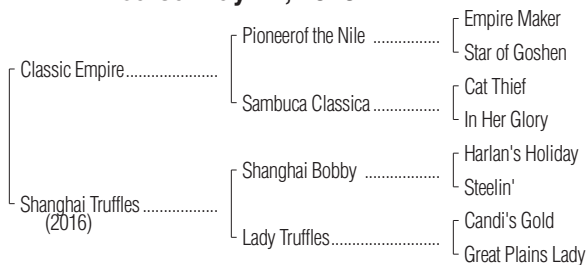 Pioneerof the Nile ................
Empire Maker
Star of Goshen
Classic Empire......................
Sambuca Classica ................
Cat Thief
In Her Glory
Shanghai Bobby ..................
Harlan's Holiday
Steelin'
Shanghai Truffles ..................
(2016)
Lady Truffles..........................
Candi's Gold
Great Plains Lady